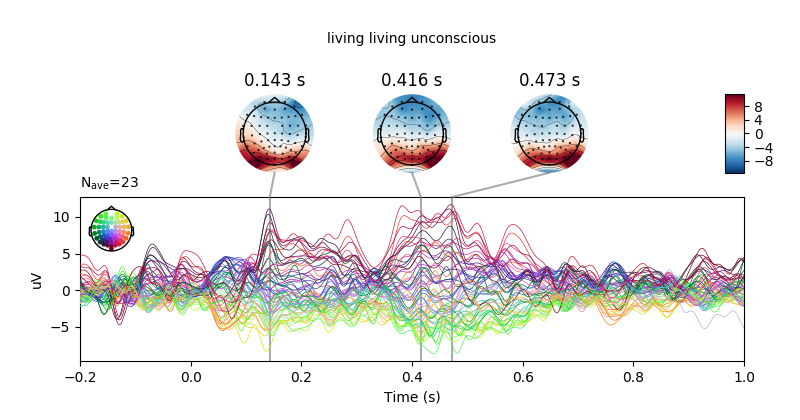 living living unconscious
0.143 s 0.416 s 0.473 s
8
4
0
−4
−8
Nave=23
10
5
0
−5
uV
−0.2 0.0 0.2 0.4 0.6 0.8 1.0
Time (s)